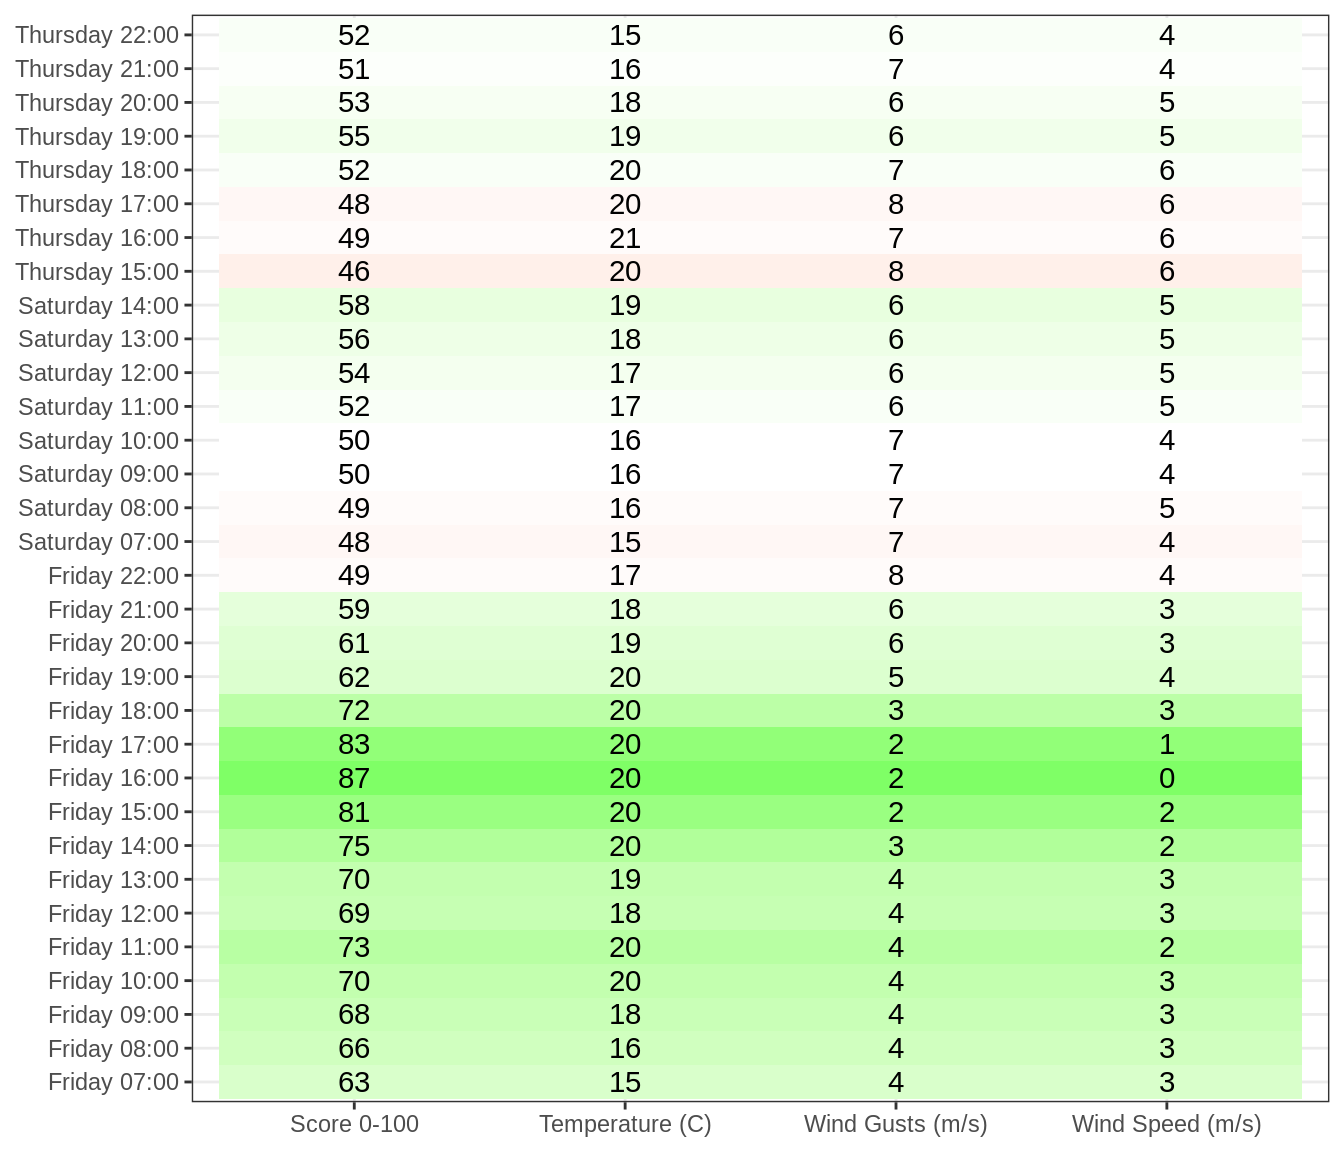 Thursday 22:00 52 15 6 4
Thursday 21:00 51 16 7 4
Thursday 20:00 53 18 6 5
Thursday 19:00 55 19 6 5
Thursday 18:00 52 20 7 6
Thursday 17:00 48 20 8 6
Thursday 16:00 49 21 7 6
Thursday 15:00 46 20 8 6
Saturday 14:00 58 19 6 5
Saturday 13:00 56 18 6 5
Saturday 12:00 54 17 6 5
Saturday 11:00 52 17 6 5
Saturday 10:00 50 16 7 4
Saturday 09:00 50 16 7 4
Saturday 08:00 49 16 7 5
Saturday 07:00 48 15 7 4
Friday 22:00 49 17 8 4
Friday 21:00 59 18 6 3
Friday 20:00 61 19 6 3
Friday 19:00 62 20 5 4
Friday 18:00 72 20 3 3
Friday 17:00 83 20 2 1
Friday 16:00 87 20 2 0
Friday 15:00 81 20 2 2
Friday 14:00 75 20 3 2
Friday 13:00 70 19 4 3
Friday 12:00 69 18 4 3
Friday 11:00 73 20 4 2
Friday 10:00 70 20 4 3
Friday 09:00 68 18 4 3
Friday 08:00 66 16 4 3
Friday 07:00 63 15 4 3
Score 0-100 Temperature (C) Wind Gusts (m/s) Wind Speed (m/s)